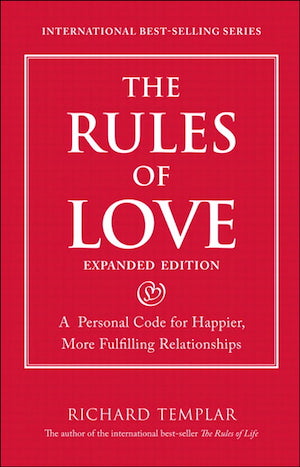 INTERNATIONAL BEST-SELLING SERIES
THE
RULES
OF
LOVE
EXPANDED EDITION
A Personal Code for Happier,
More Fulfilling Relationships
RICHARD TEMPLAR
The author of the international best-seller The Rules of Life